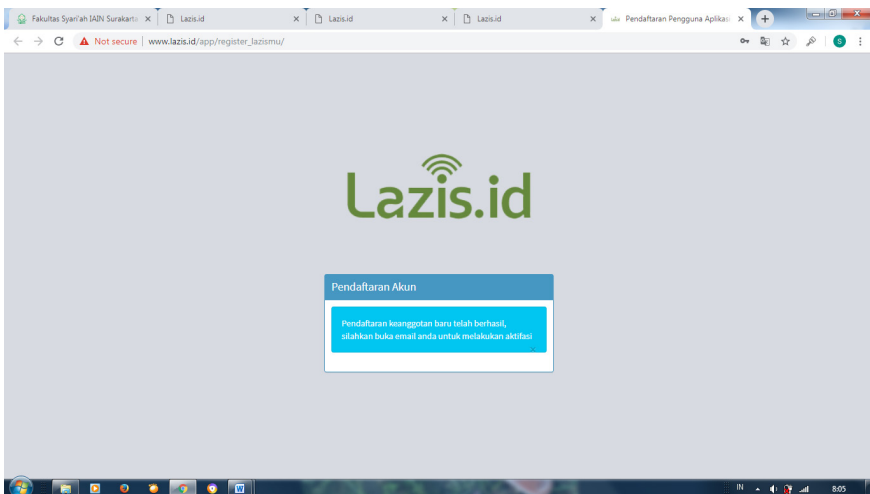 Fakultas Syari'ah IAIN Surakarta
Lazis.id
Lazis.id
Lazis.id
Pendaftaran Pengguna Aplikasi
Not secure
www.lazis.id/app/register_lazismu/
S
Lazis.id
Pendaftaran Akun
Pendaftaran keanggotan baru telah berhasil,
silahkan buka email anda untuk melakukan aktifasi
IN
8:05